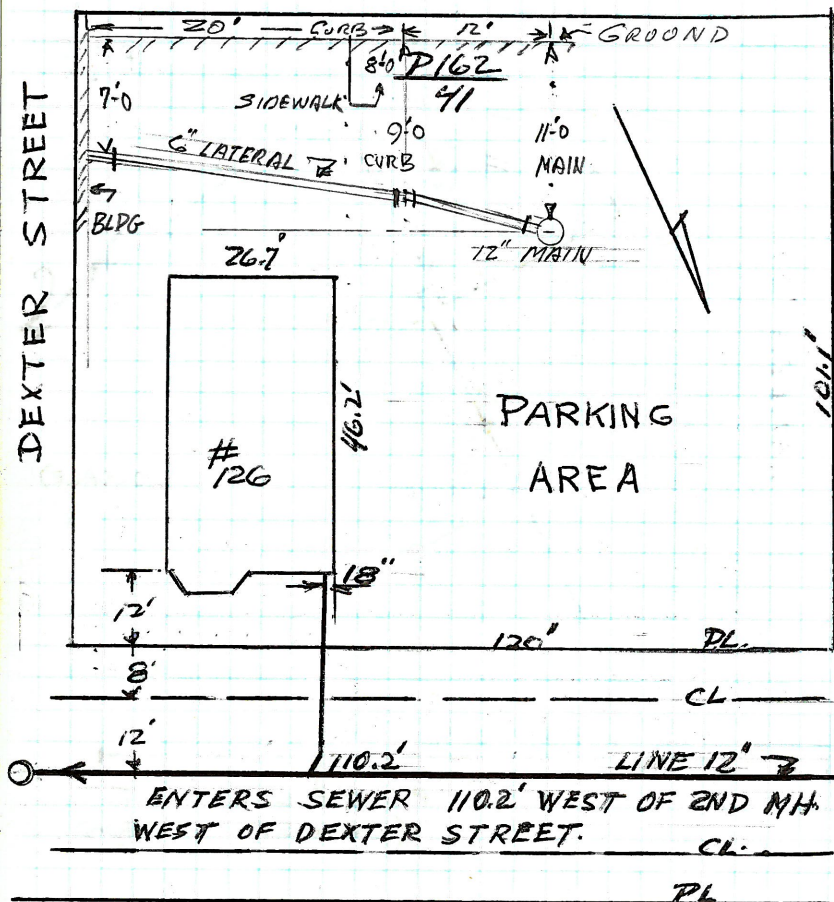 20' CURB 12' GROUND
8'-0 P162
41
7'-0
SIDEWALK
9'-0 11'-0
CURB MAIN
6" LATERAL
BLDG
12" MAIN
DEXTER STREET
26.7'
46.2'
101.1'
#
126
PARKING
AREA
18"
12'
120" PL.
8'
CL
12'
110.2' LINE 12"
ENTERS SEWER 110.2' WEST OF 2ND MH.
WEST OF DEXTER STREET.
CL.
PL